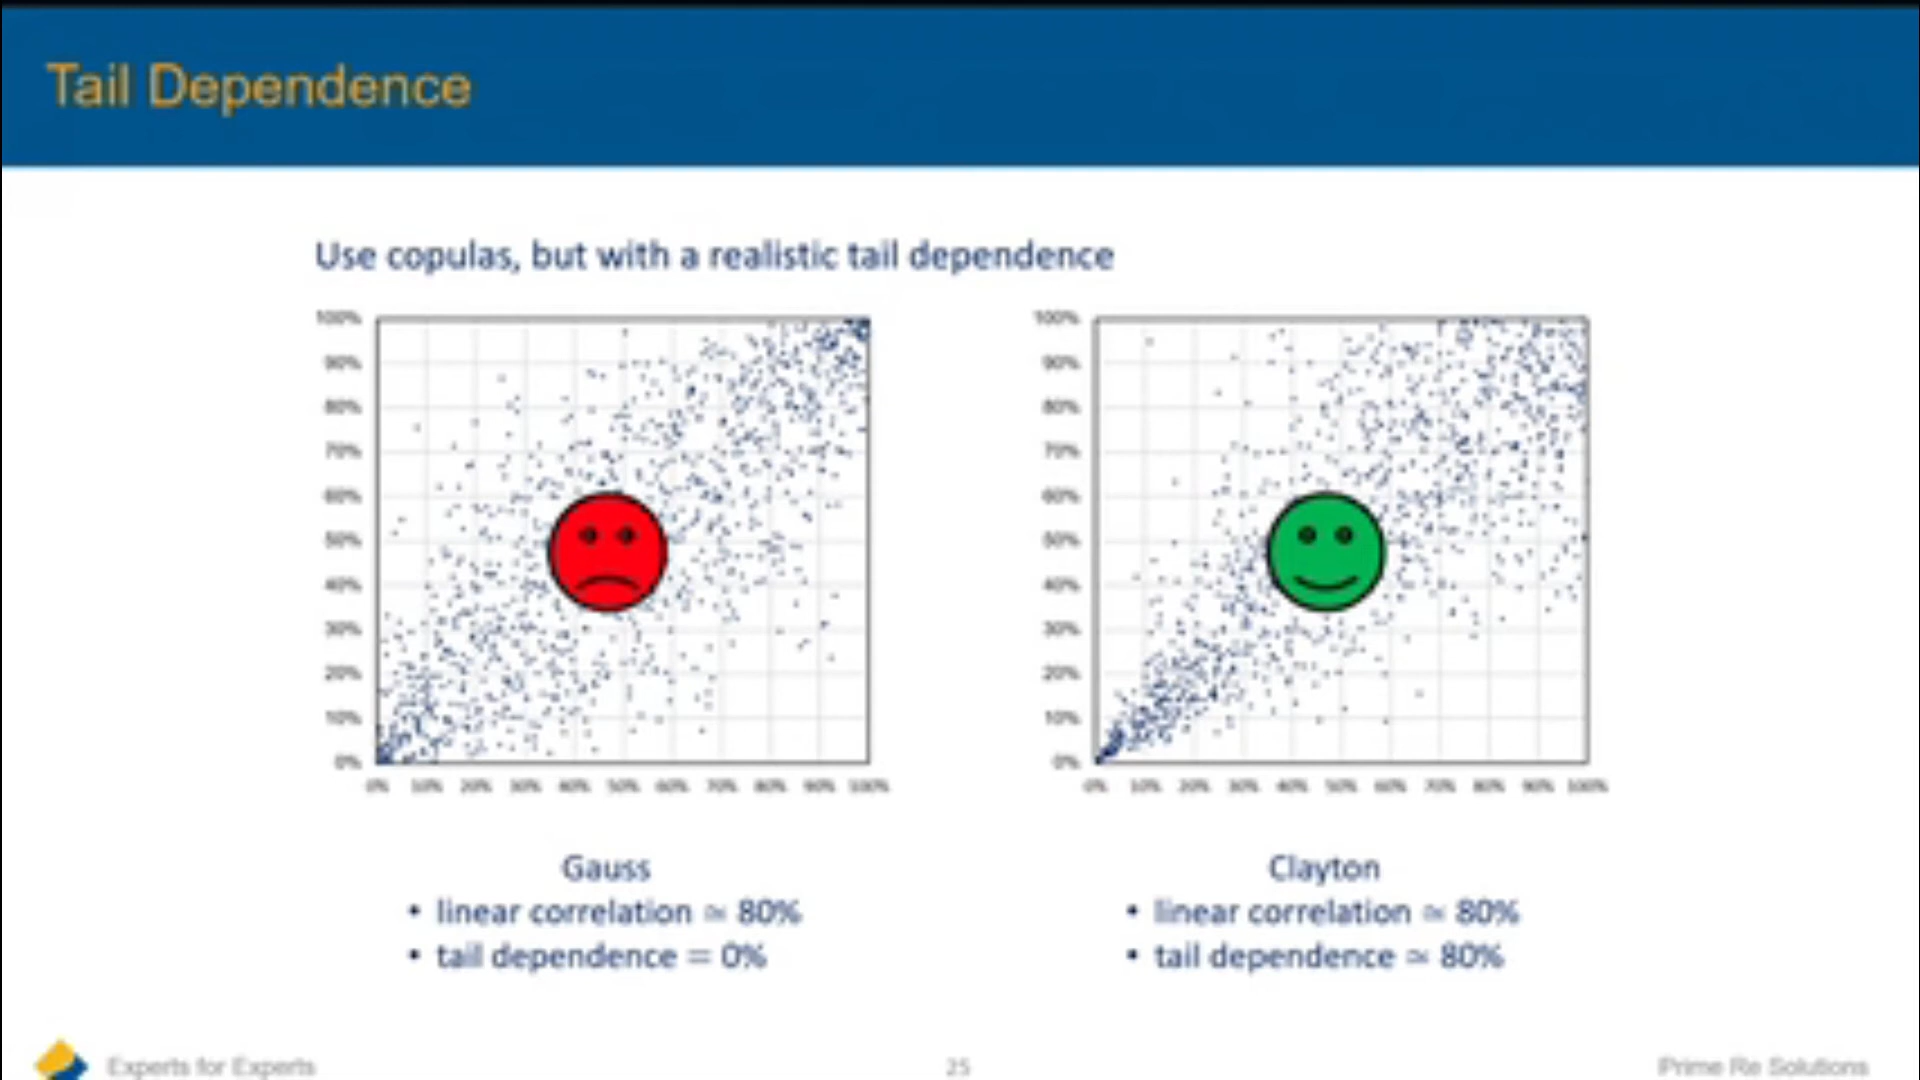 Tail Dependence
Use copulas, but with a realistic tail dependence
100%
90%
80%
70%
60%
50%
40%
30%
20%
10%
0%
0% 10% 20% 30% 40% 50% 60% 70% 80% 90% 100%
100%
90%
80%
70%
60%
50%
40%
30%
20%
10%
0%
0% 10% 20% 30% 40% 50% 60% 70% 80% 90% 100%
Gauss
• linear correlation ≃ 80%
• tail dependence = 0%
Clayton
• linear correlation ≃ 80%
• tail dependence ≃ 80%
Experts for Experts
25
Prime Re Solutions